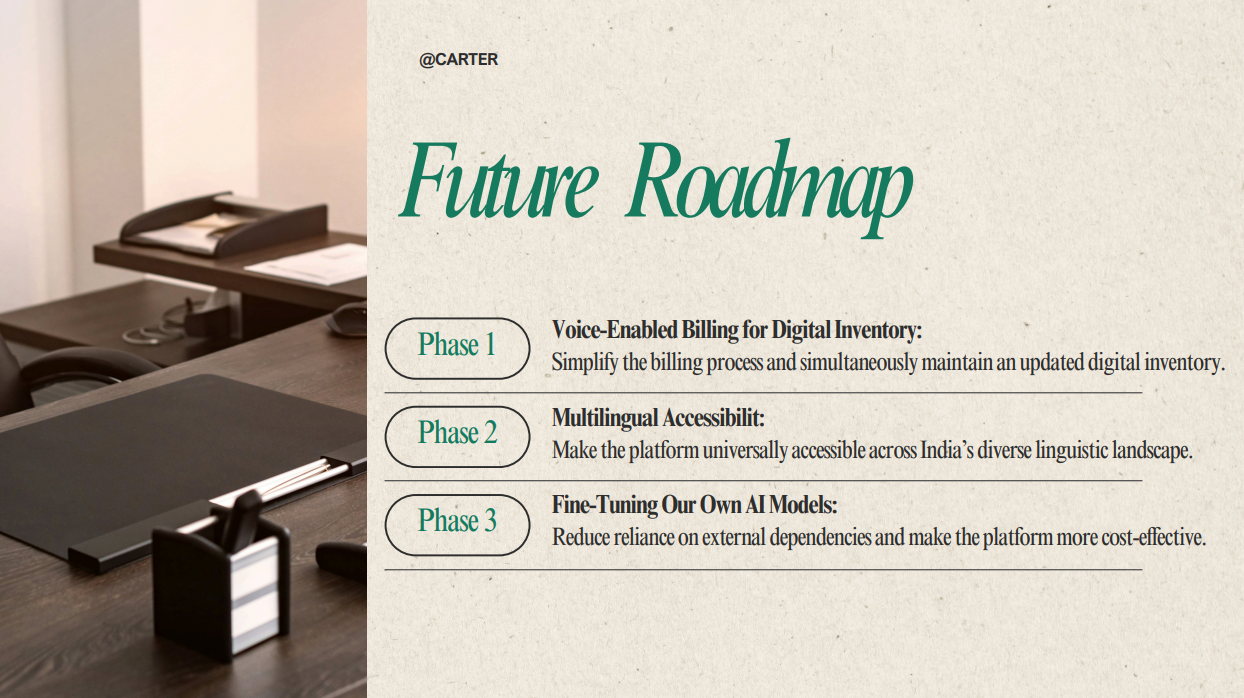 @CARTER
Future Roadmap
Phase 1
Voice-Enabled Billing for Digital Inventory:
Simplify the billing process and simultaneously maintain an updated digital inventory.
Phase 2
Multilingual Accessibilit:
Make the platform universally accessible across India’s diverse linguistic landscape.
Phase 3
Fine-Tuning Our Own AI Models:
Reduce reliance on external dependencies and make the platform more cost-effective.